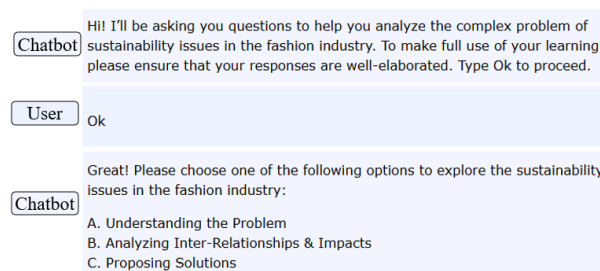 Hi! I'll be asking you questions to help you analyze the complex problem of
Chatbot sustainability issues in the fashion industry. To make full use of your learning
please ensure that your responses are well-elaborated. Type Ok to proceed.
User
Ok
Great! Please choose one of the following options to explore the sustainability
issues in the fashion industry:
Chatbot
A. Understanding the Problem
B. Analyzing Inter-Relationships & Impacts
C. Proposing Solutions